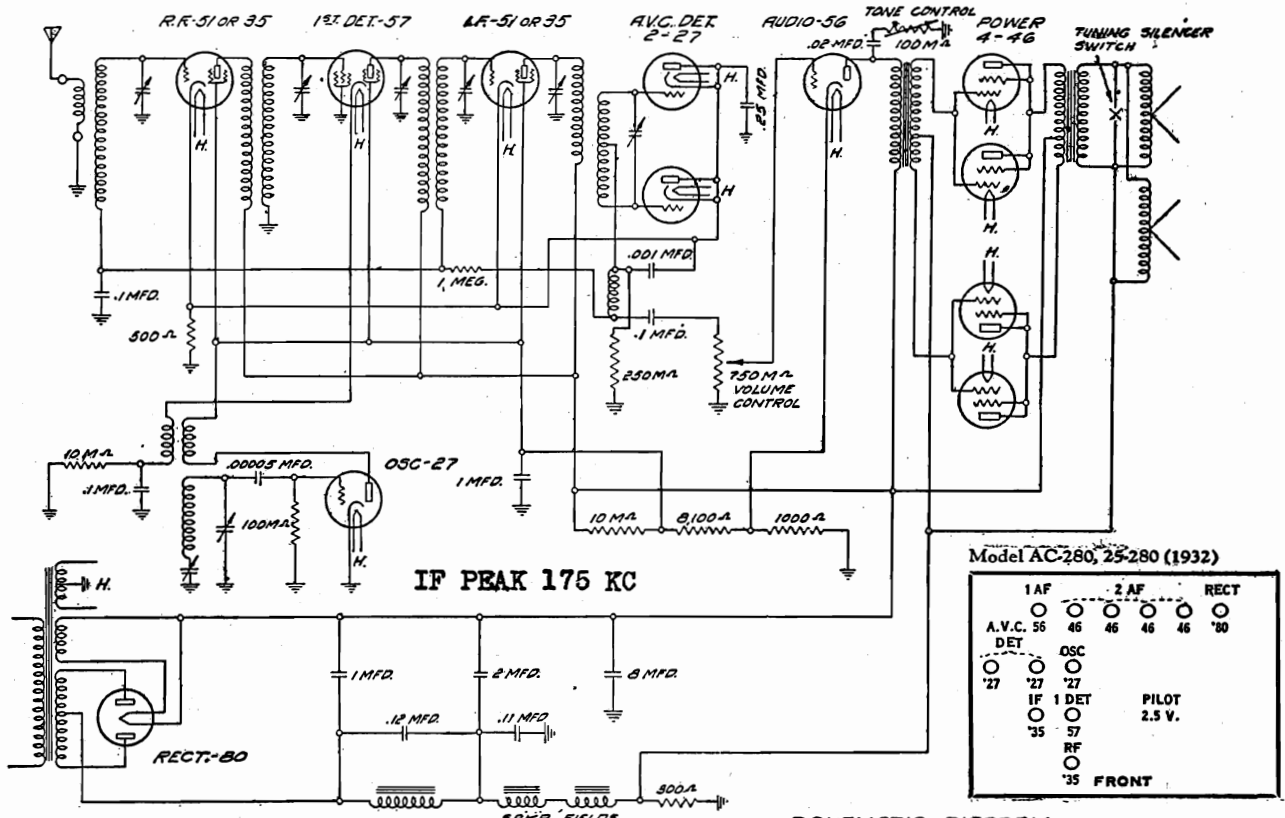 R.F.-51 OR 35
1ST. DET.-57
I.F.-51 OR 35
A.V.C. DET.
2-27
AUDIO-56
TONE CONTROL
POWER
4-46
TUNING SILENCER
SWITCH
.02 MFD.
100 MΩ
H.
H.
H.
H.
H
H.
H.
H.
H.
H.
.25 MFD.
.001 MFD.
1 MEG.
.1 MFD.
.1 MFD.
500 Ω
250 MΩ
750 MΩ
VOLUME
CONTROL
10 MΩ
.1 MFD.
.00005 MFD.
OSC-27
100 MΩ
H.
1 MFD.
10 MΩ
8,100 Ω
1000 Ω
IF PEAK 175 KC
H.
1 MFD.
2 MFD.
8 MFD.
.12 MFD.
.11 MFD
RECT.-80
300 Ω
Model AC-280, 25-280 (1932)
1 AF
2 AF
RECT
A.V.C.
56
46
46
46
46
'80
DET
OSC
'27
'27
'27
IF
1 DET
PILOT
'35
57
2.5 V.
RF
'35
FRONT